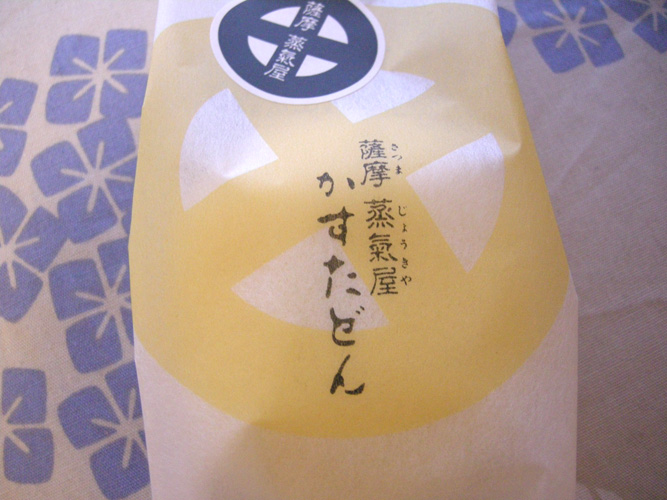 薩摩
蒸氣屋
薩摩蒸氣屋
さつま じょうきや
かすたどん